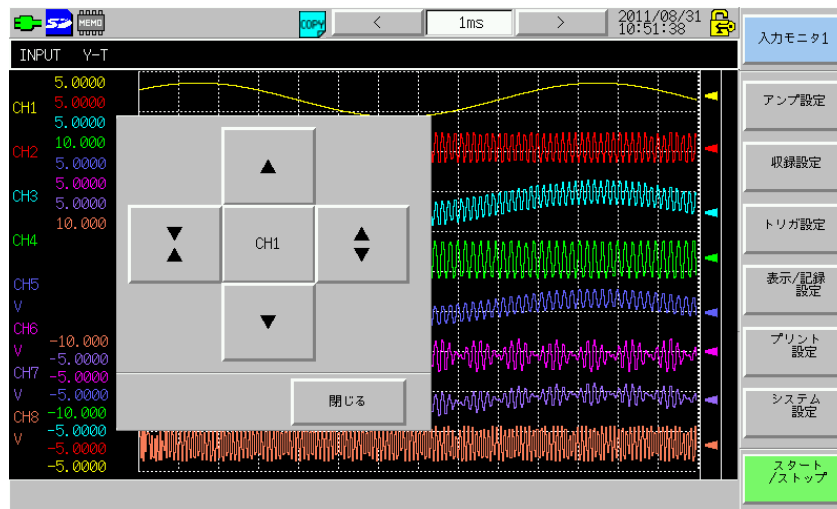 SD
MEMO
COPY
<
1ms
>
2011/08/31
10:51:38
INPUT Y-T
5.0000
CH1
5.0000
5.0000
CH2
10.000
5.0000
5.0000
CH3
5.0000
10.000
CH4
CH5
V
CH6
V
-10.000
-5.0000
CH7
-5.0000
V
-5.0000
CH8
-10.000
V
-5.0000
-5.0000
-5.0000
CH1
閉じる
入力モニタ1
アンプ設定
収録設定
トリガ設定
表示/記録
設定
プリント
設定
システム
設定
スタート
/ストップ